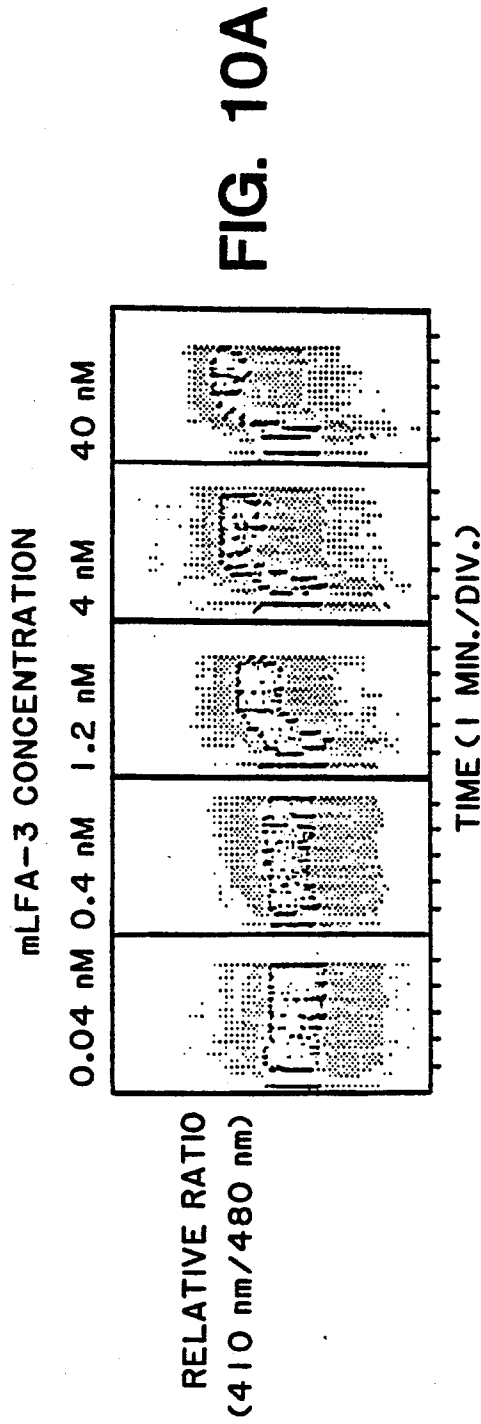 mLFA-3 CONCENTRATION
0.04 nM 0.4 nM 1.2 nM 4 nM 40 nM
RELATIVE RATIO
(410 nm/480 nm)
TIME (1 MIN./DIV.)
FIG. 10A